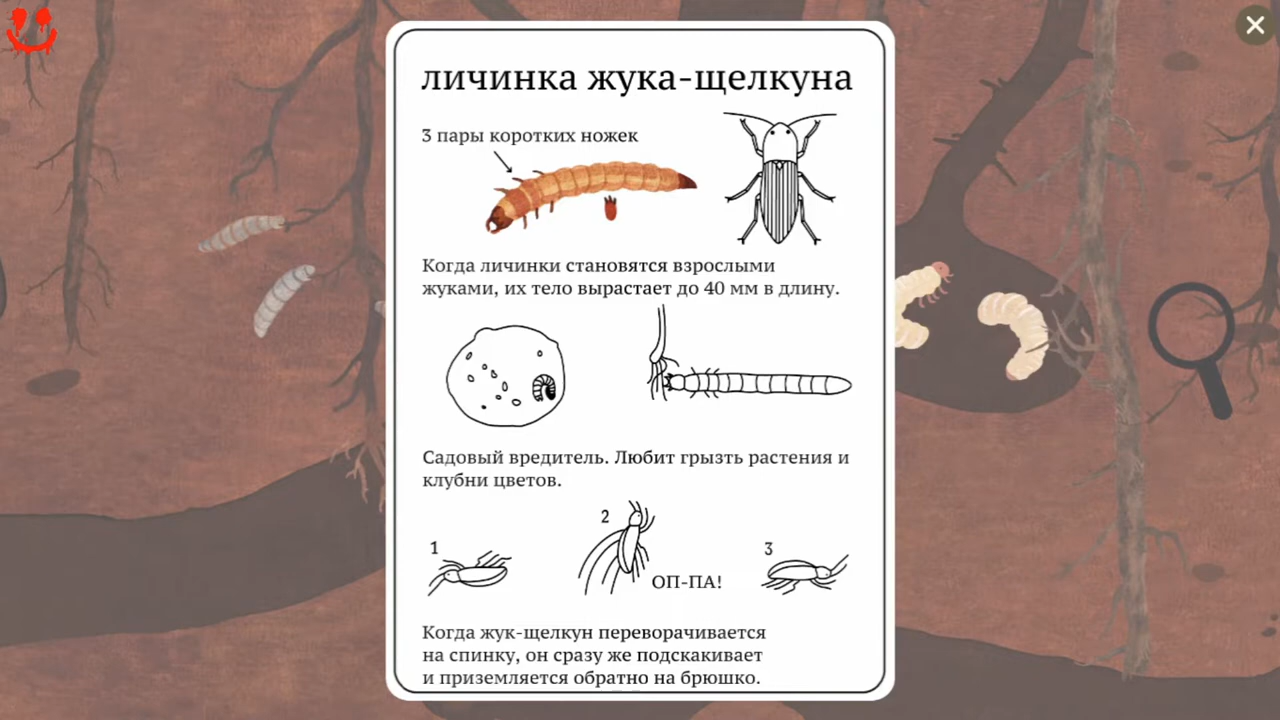 личинка жука-щелкуна
3 пары коротких ножек
Когда личинки становятся взрослыми
жуками, их тело вырастает до 40 мм в длину.
Садовый вредитель. Любит грызть растения и
клубни цветов.
1
2
ОП-ПА!
3
Когда жук-щелкун переворачивается
на спинку, он сразу же подскакивает
и приземляется обратно на брюшко.